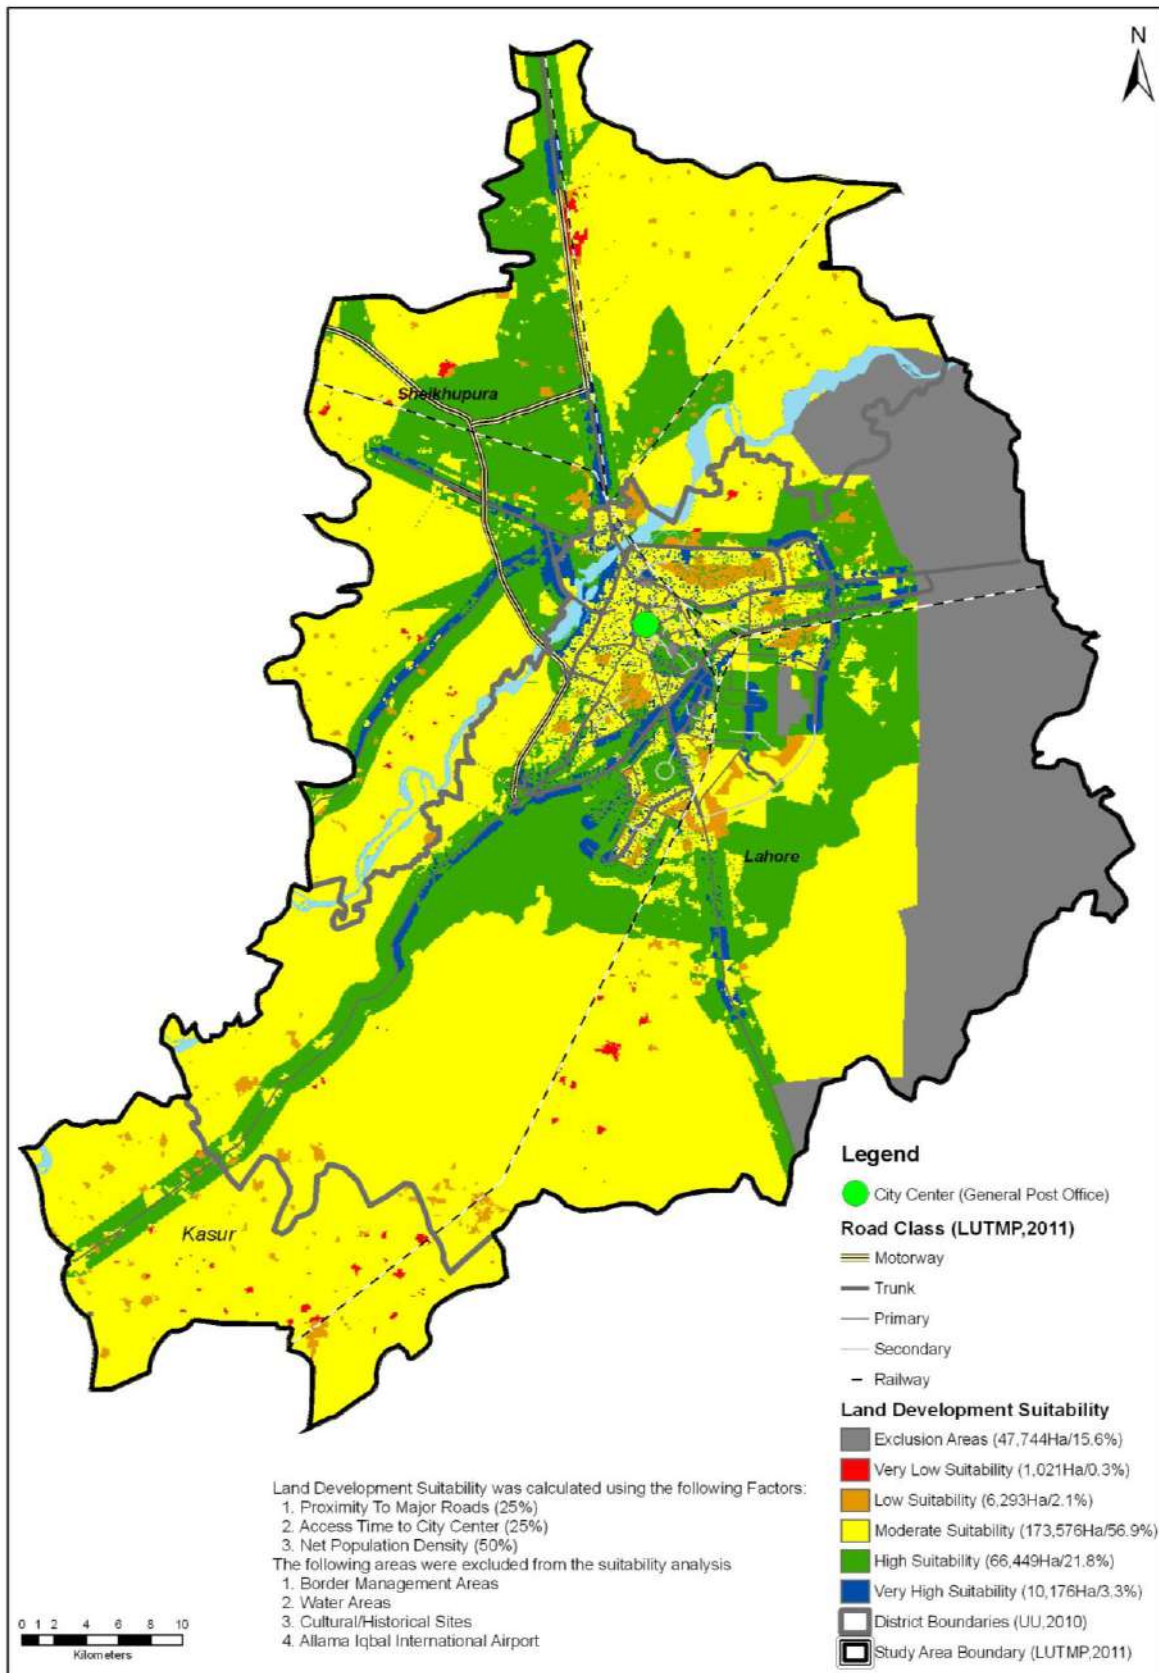 N
Sheikhupura
Lahore
Kasur
Legend
City Center (General Post Office)
Road Class (LUTMP,2011)
Motorway
Trunk
Primary
Secondary
Railway
Land Development Suitability
Exclusion Areas (47,744Ha/15.6%)
Very Low Suitability (1,021Ha/0.3%)
Low Suitability (6,293Ha/2.1%)
Moderate Suitability (173,576Ha/56.9%)
High Suitability (66,449Ha/21.8%)
Very High Suitability (10,176Ha/3.3%)
District Boundaries (UU,2010)
Study Area Boundary (LUTMP,2011)
Land Development Suitability was calculated using the following Factors:
1. Proximity To Major Roads (25%)
2. Access Time to City Center (25%)
3. Net Population Density (50%)
The following areas were excluded from the suitability analysis
1. Border Management Areas
2. Water Areas
3. Cultural/Historical Sites
4. Allama Iqbal International Airport
0 1 2 4 6 8 10
Kilometers